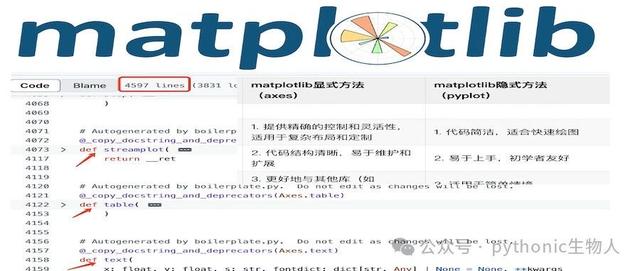 matplotlib
Code
Blame
4597 lines (3831 lo
4068 )
4069
4070
4071 # Autogenerated by boilerp
4072 @_copy_docstring_and_deprec
4073 > def streamplot( ...
4117 return __ret
4118
4119
4120 # Autogenerated by boilerplate.py. Do not edit as changes will be lost.
4121 @_copy_docstring_and_deprecators(Axes.table)
4122 > def table( ...
4153 )
4154
4155
4156 # Autogenerated by boilerplate.py. Do not edit as changes will be lost.
4157 @_copy_docstring_and_deprecators(Axes.text)
4158 def text(
x: float, y: float, s: str, fontdict: dict[str, Any] | None = None, **kwargs
matplotlib显式方法
（axes）
matplotlib隐式方法
（pyplot）
1. 提供精确的控制和灵活性，
适用于复杂布局和定制
1. 代码简洁，适合快速绘图
2. 代码结构清晰，易于维护和
扩展
2. 易于上手，初学者友好
3. 更好地与其他库（如
公众号 · pythonic生物人